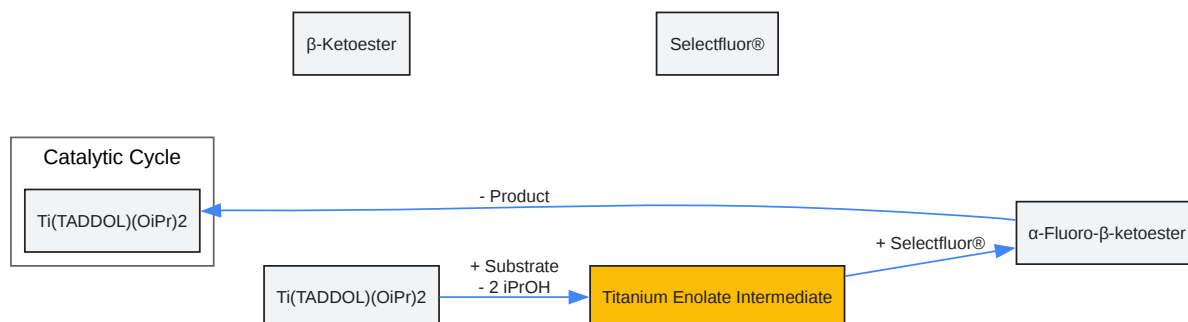 β-Ketoester
Selectfluor®
Catalytic Cycle
Ti(TADDOL)(OiPr)2
- Product
α-Fluoro-β-ketoester
+ Selectfluor®
Ti(TADDOL)(OiPr)2
+ Substrate
- 2 iPrOH
Titanium Enolate Intermediate